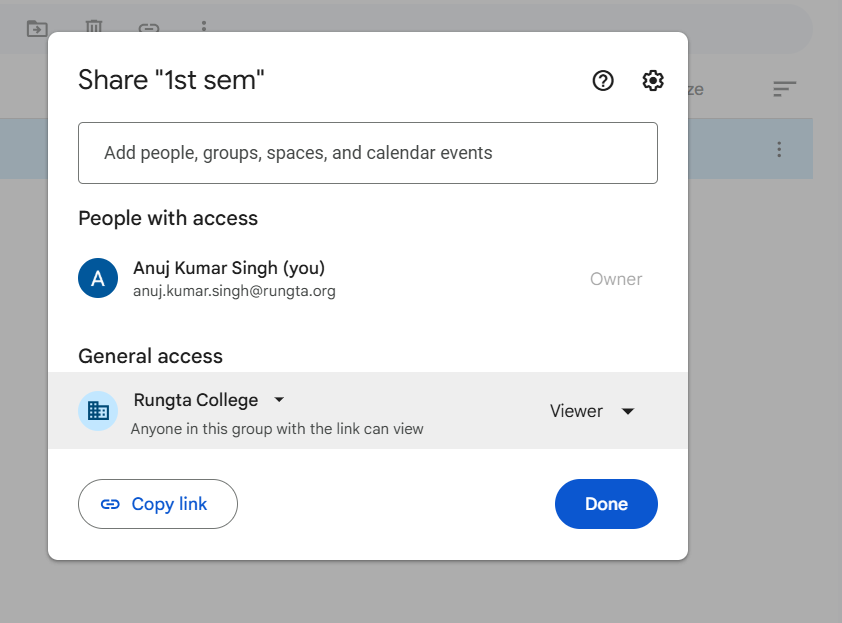 Share "1st sem"
ze
Add people, groups, spaces, and calendar events
People with access
A
Anuj Kumar Singh (you)
anuj.kumar.singh@rungta.org
Owner
General access
Rungta College
Anyone in this group with the link can view
Viewer
Copy link
Done